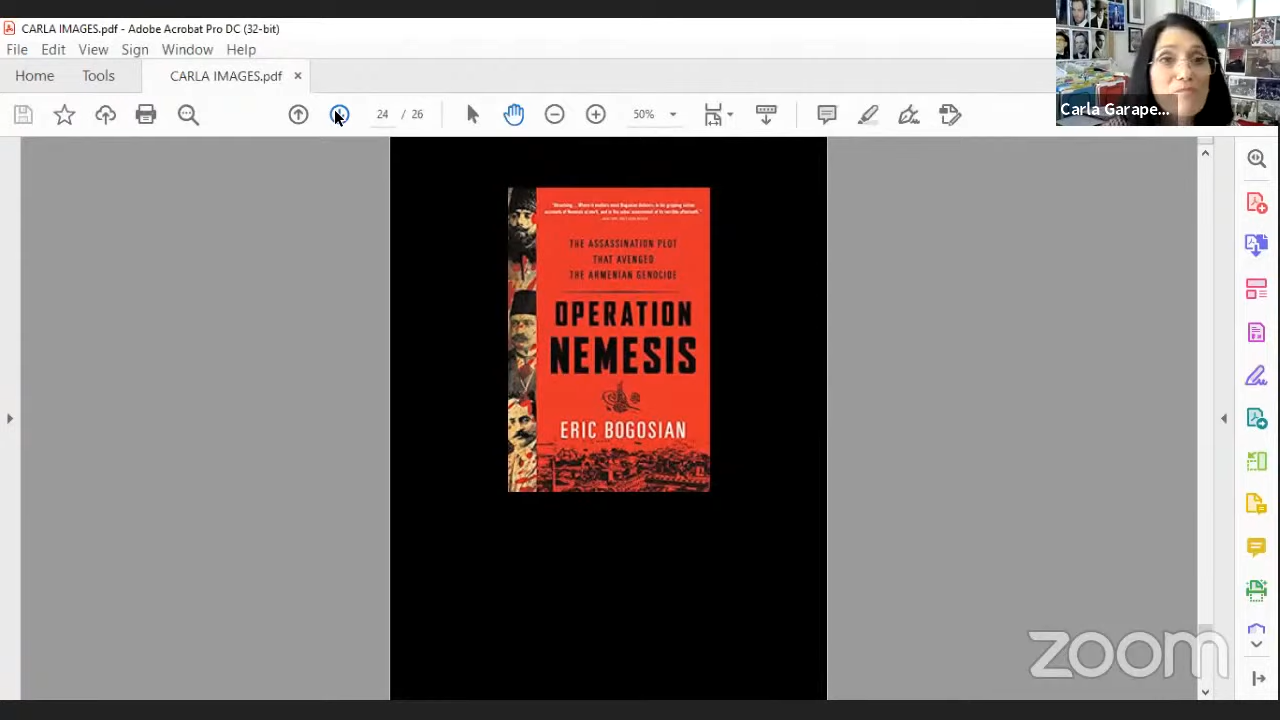 CARLA IMAGES.pdf - Adobe Acrobat Pro DC (32-bit)
File Edit View Sign Window Help
Home Tools CARLA IMAGES.pdf ×
24 / 26 50%
Carla Garape...
THE ASSASSINATION PLOT
THAT AVENGED
THE ARMENIAN GENOCIDE
OPERATION
NEMESIS
ERIC BOGOSIAN
zoom